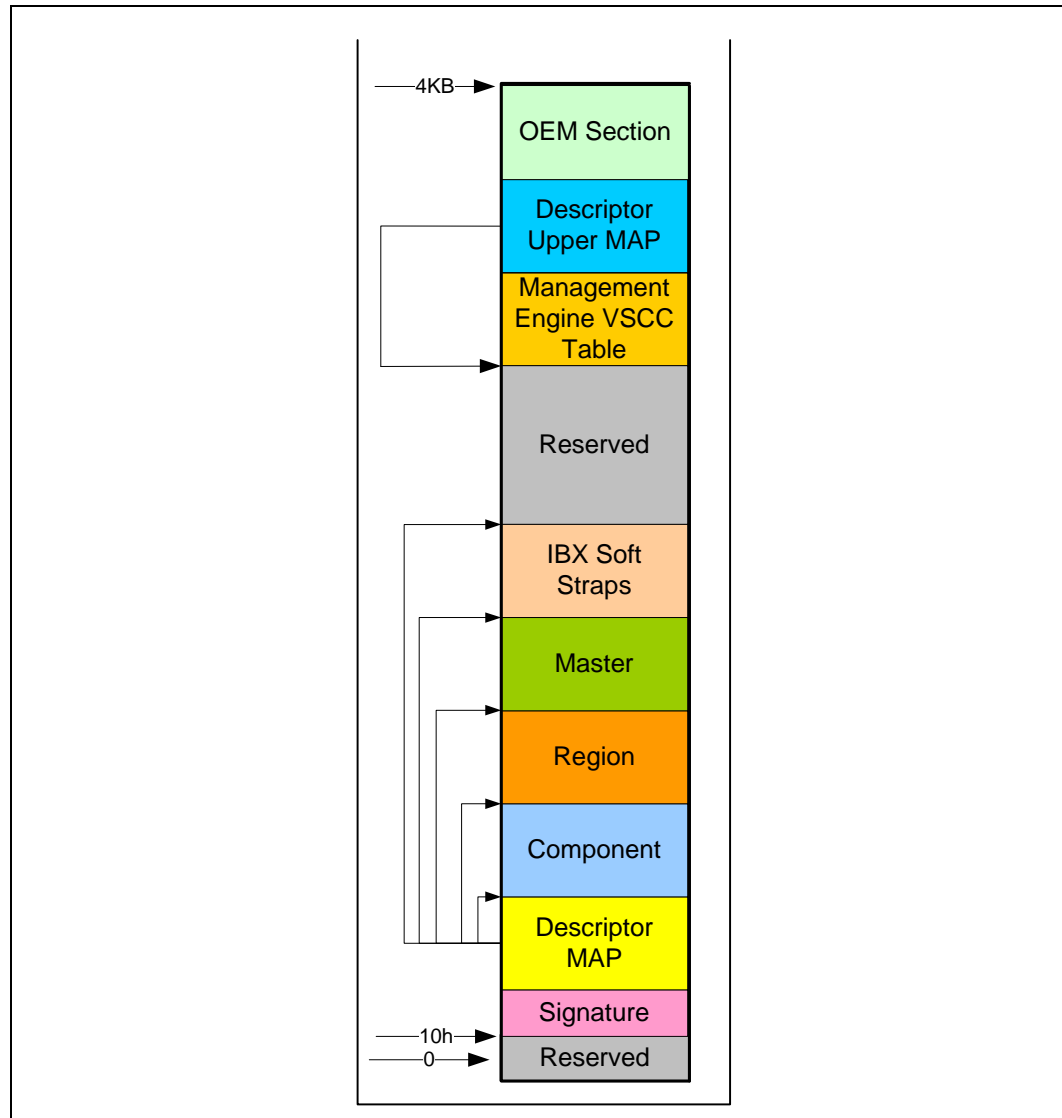 4KB
OEM Section
Descriptor
Upper MAP
Management
Engine VSCC
Table
Reserved
IBX Soft
Straps
Master
Region
Component
Descriptor
MAP
Signature
10h
0
Reserved